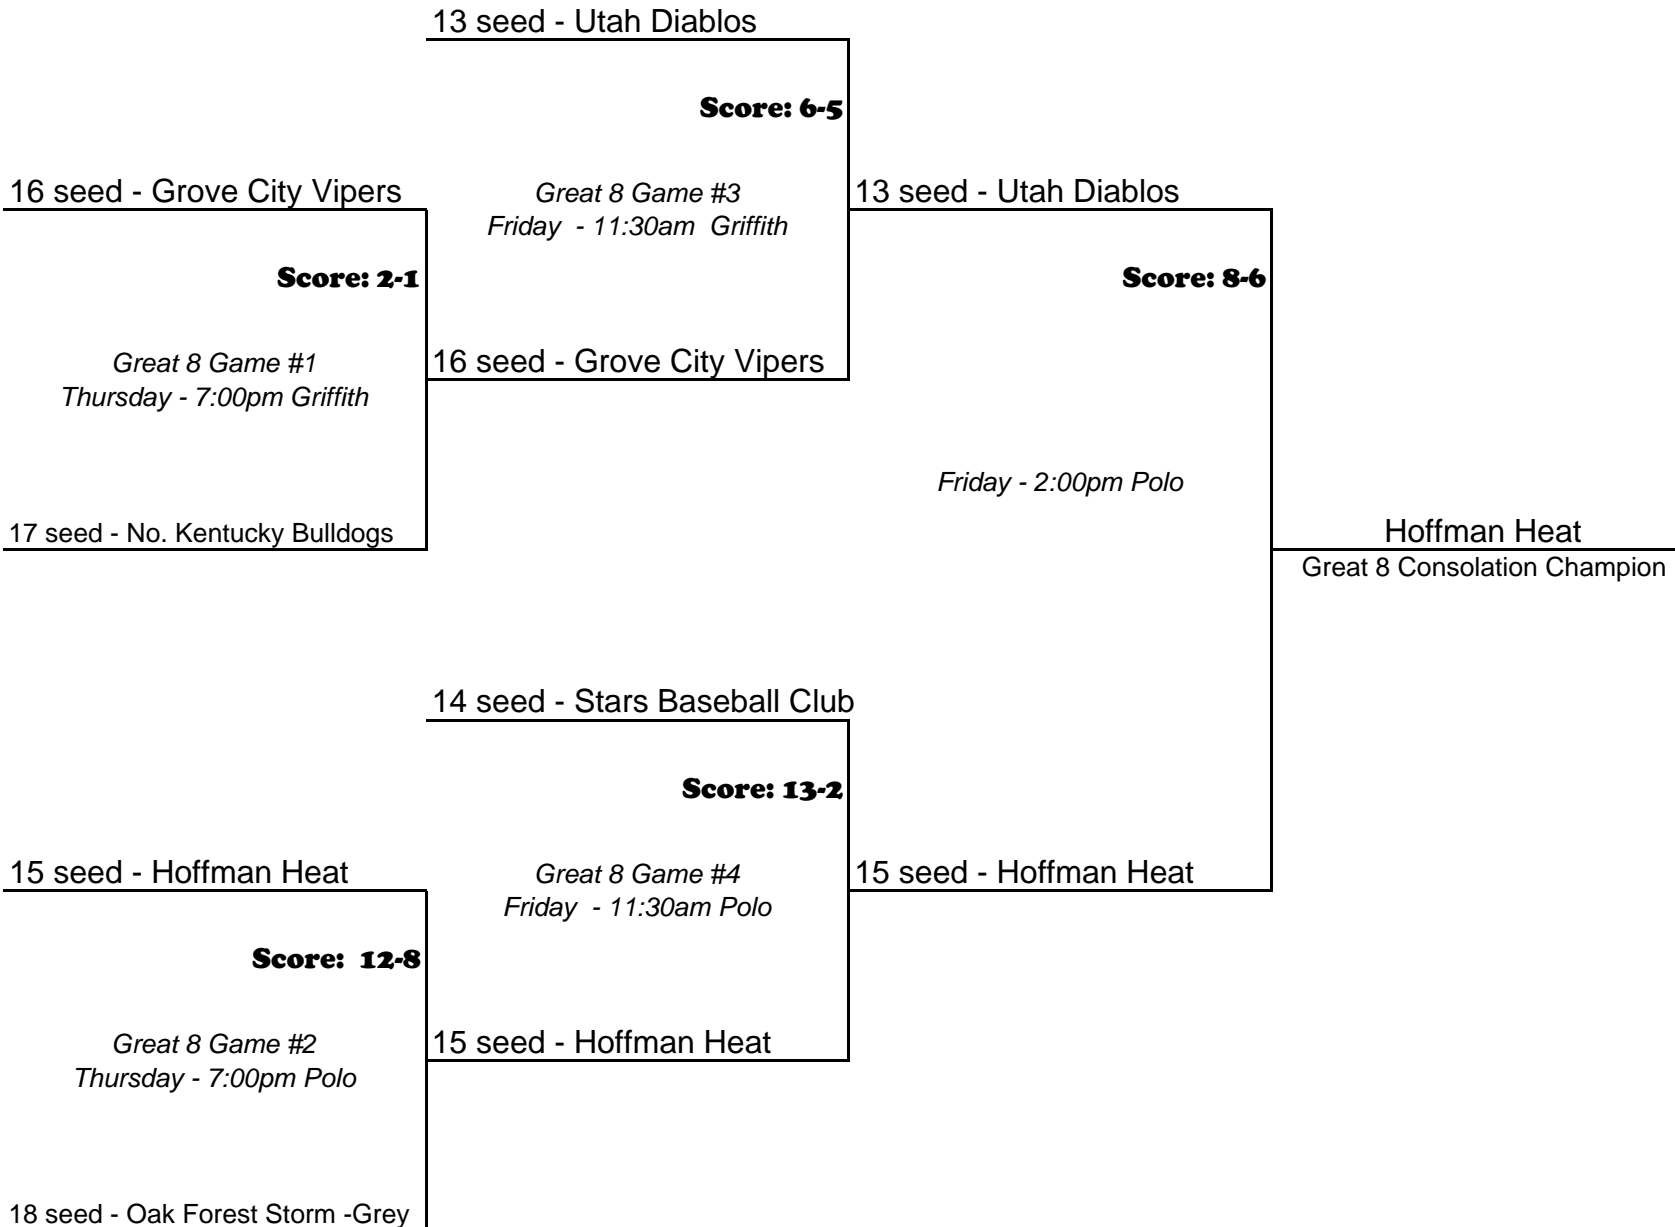 13 seed - Utah Diablos
Score: 6-5
16 seed - Grove City Vipers
Great 8 Game #3
Friday  - 11:30am  Griffith
13 seed - Utah Diablos
Score: 2-1
Score: 8-6
Great 8 Game #1
Thursday - 7:00pm Griffith
16 seed - Grove City Vipers
Friday - 2:00pm Polo
17 seed - No. Kentucky Bulldogs
Hoffman Heat
Great 8 Consolation Champion
14 seed - Stars Baseball Club
Score: 13-2
15 seed - Hoffman Heat
Great 8 Game #4
Friday  - 11:30am Polo
15 seed - Hoffman Heat
Score:  12-8
Great 8 Game #2
Thursday - 7:00pm Polo
15 seed - Hoffman Heat
18 seed - Oak Forest Storm -Grey